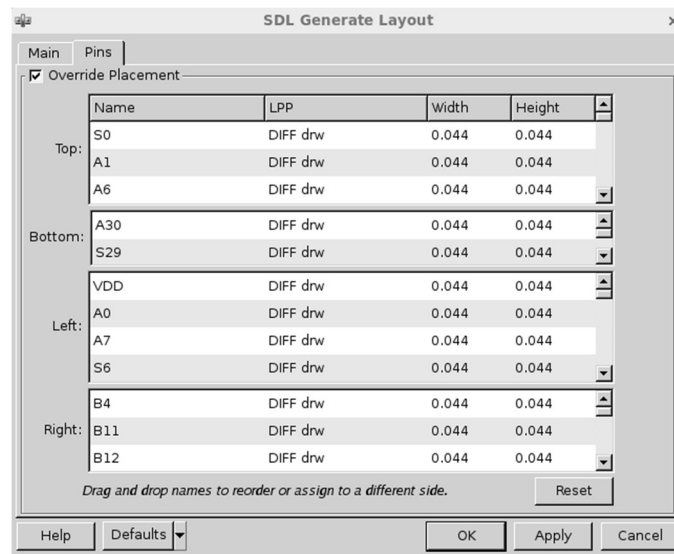 SDL Generate Layout
Main Pins
Override Placement
Name LPP Width Height
Top:
S0 DIFF drw 0.044 0.044
A1 DIFF drw 0.044 0.044
A6 DIFF drw 0.044 0.044
Bottom:
A30 DIFF drw 0.044 0.044
S29 DIFF drw 0.044 0.044
Left:
VDD DIFF drw 0.044 0.044
A0 DIFF drw 0.044 0.044
A7 DIFF drw 0.044 0.044
S6 DIFF drw 0.044 0.044
Right:
B4 DIFF drw 0.044 0.044
B11 DIFF drw 0.044 0.044
B12 DIFF drw 0.044 0.044
Drag and drop names to reorder or assign to a different side. Reset
Help Defaults OK Apply Cancel